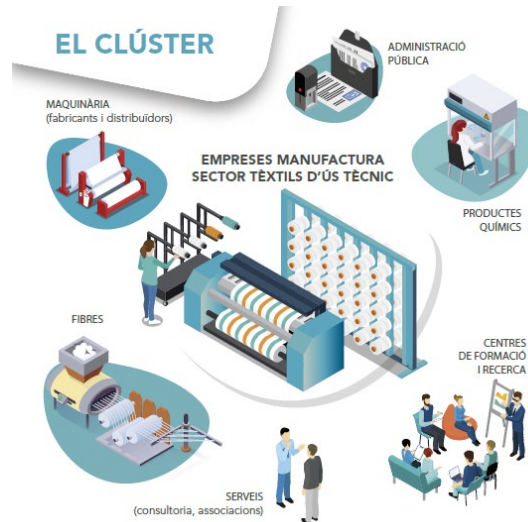 EL CLÚSTER
ADMINISTRACIÓ
PÚBLICA
MAQUINÀRIA
(fabricants i distribuïdors)
EMPRESES MANUFACTURA
SECTOR TÈXTILS D'ÚS TÈCNIC
PRODUCTES
QUÍMICS
FIBRES
CENTRES
DE FORMACIÓ
I RECERCA
SERVEIS
(consultoria, associacions)